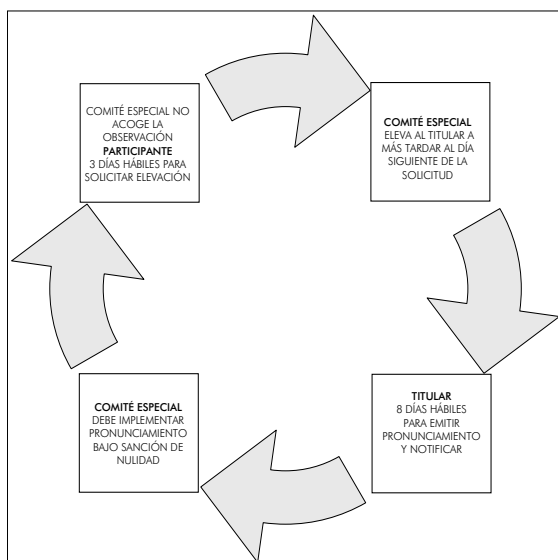 COMITÉ ESPECIAL NO
ACOGE LA
OBSERVACIÓN
PARTICIPANTE
3 DÍAS HÁBILES PARA
SOLICITAR ELEVACIÓN
COMITÉ ESPECIAL
ELEVA AL TITULAR A
MÁS TARDAR AL DÍA
SIGUIENTE DE LA
SOLICITUD
TITULAR
8 DÍAS HÁBILES
PARA EMITIR
PRONUNCIAMIENTO
Y NOTIFICAR
COMITÉ ESPECIAL
DEBE IMPLEMENTAR
PRONUNCIAMIENTO
BAJO SANCIÓN DE
NULIDAD